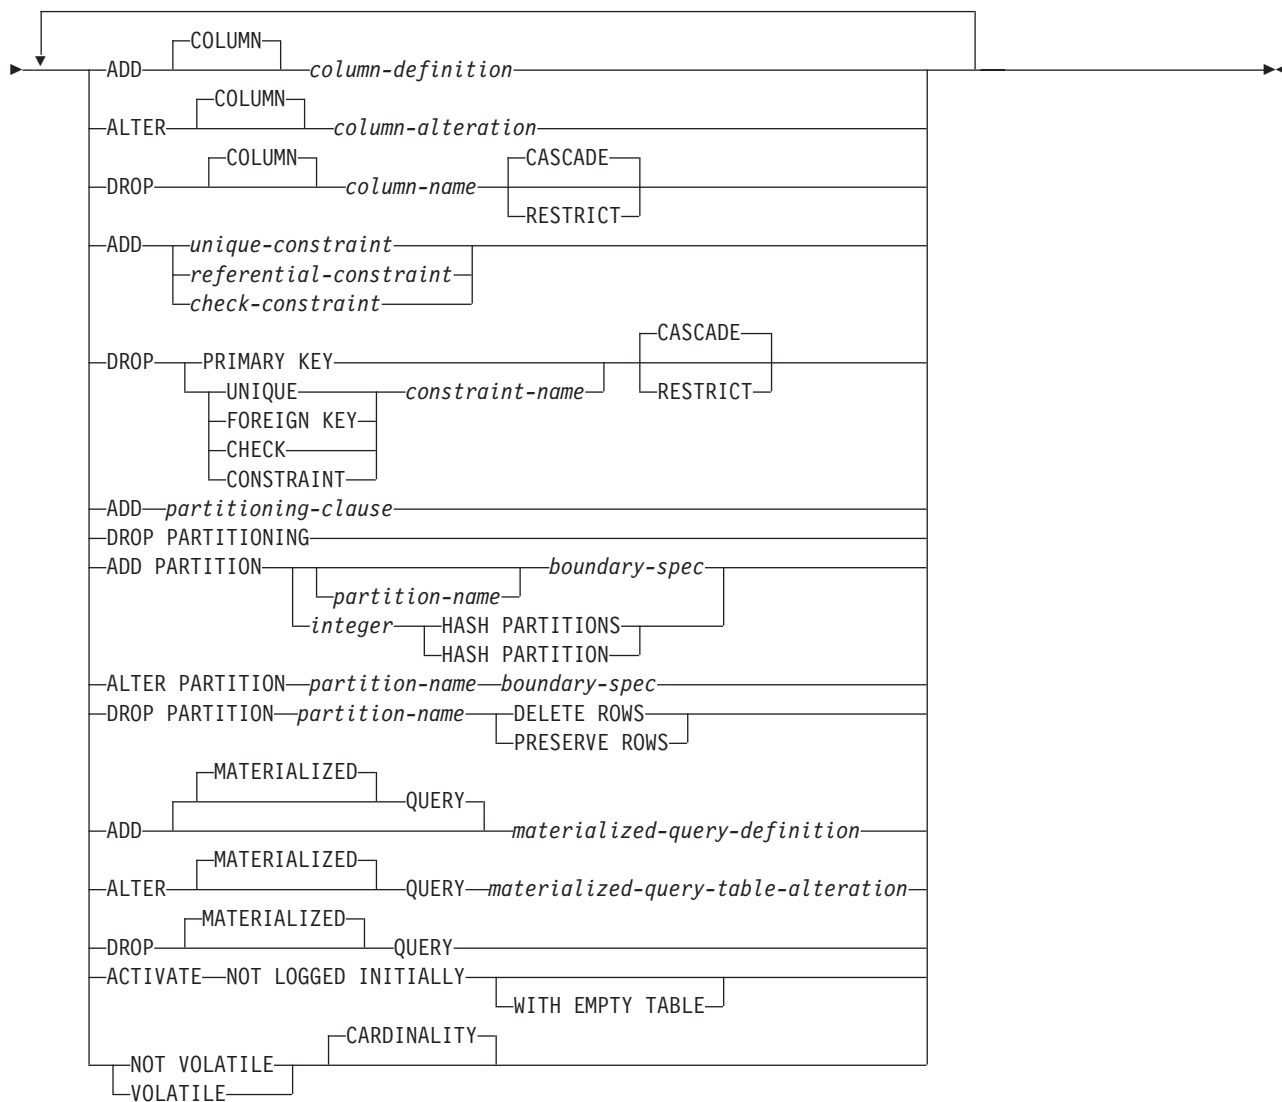 COLUMN
ADD column-definition
COLUMN
ALTER column-alteration
COLUMN CASCADE
DROP column-name
RESTRICT
ADD unique-constraint
referential-constraint
check-constraint
CASCADE
DROP PRIMARY KEY
UNIQUE constraint-name RESTRICT
FOREIGN KEY
CHECK
CONSTRAINT
ADD partitioning-clause
DROP PARTITIONING
ADD PARTITION boundary-spec
partition-name
integer HASH PARTITIONS
HASH PARTITION
ALTER PARTITION partition-name boundary-spec
DROP PARTITION partition-name DELETE ROWS
PRESERVE ROWS
MATERIALIZED
QUERY
ADD materialized-query-definition
MATERIALIZED
ALTER QUERY materialized-query-table-alteration
MATERIALIZED
DROP QUERY
ACTIVATE NOT LOGGED INITIALLY
WITH EMPTY TABLE
CARDINALITY
NOT VOLATILE
VOLATILE